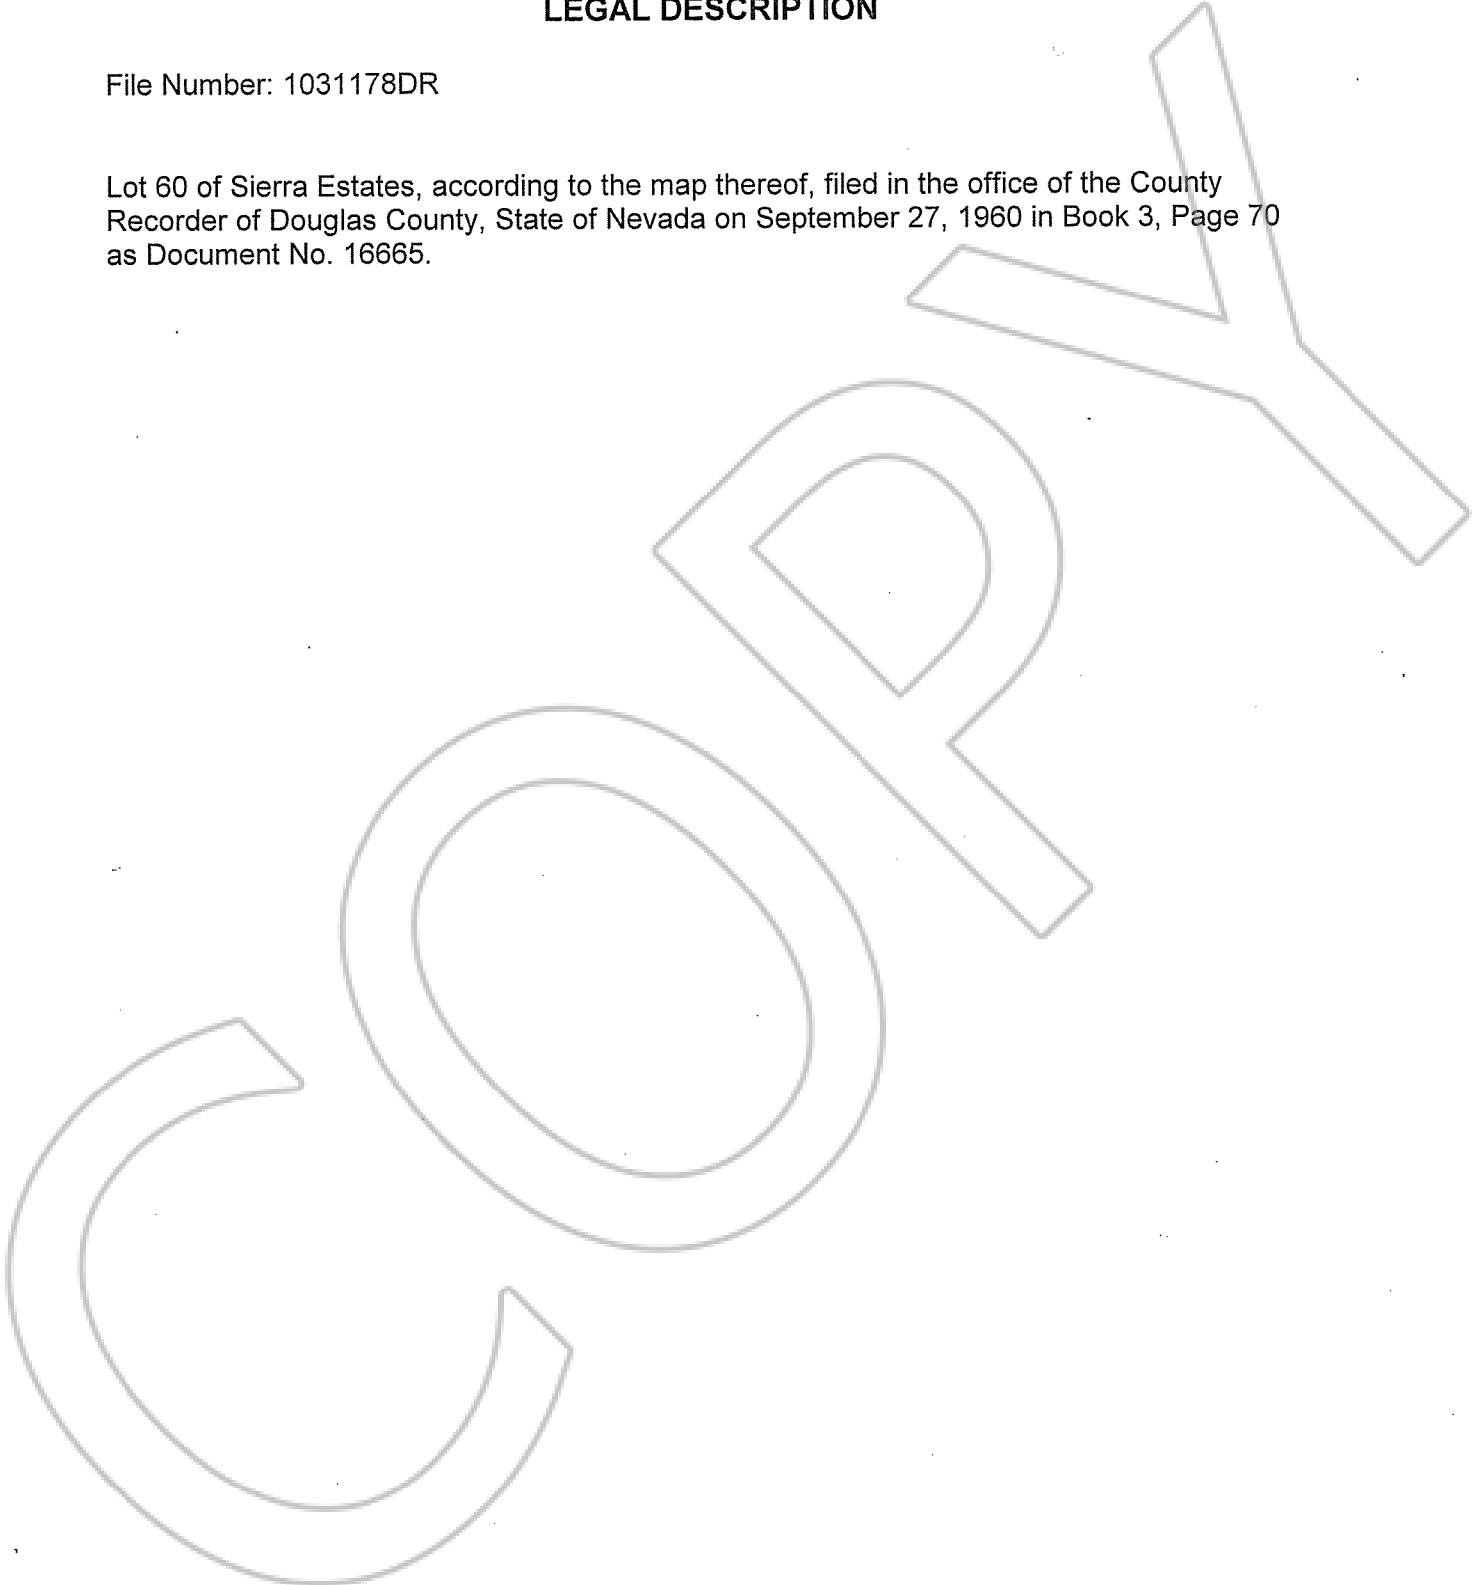 LEGAL DESCRIPTION
File Number: 1031178DR
Lot 60 of Sierra Estates, according to the map thereof, filed in the office of the County
Recorder of Douglas County, State of Nevada on September 27, 1960 in Book 3, Page 70
as Document No. 16665.
COPY